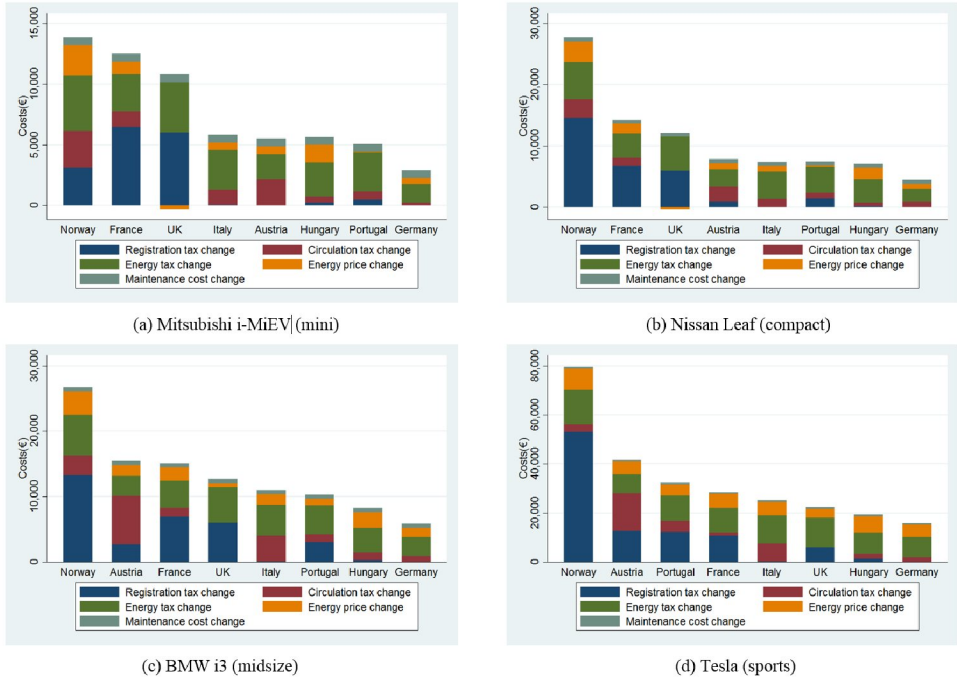 Costs(€)
15,000
10,000
5,000
0
Norway France UK Italy Austria Hungary Portugal Germany
Registration tax change Circulation tax change
Energy tax change Energy price change
Maintenance cost change
(a) Mitsubishi i-MiEV (mini)
Costs(€)
30,000
20,000
10,000
0
Norway France UK Austria Italy Portugal Hungary Germany
Registration tax change Circulation tax change
Energy tax change Energy price change
Maintenance cost change
(b) Nissan Leaf (compact)
Costs(€)
30,000
20,000
10,000
0
Norway Austria France UK Italy Portugal Hungary Germany
Registration tax change Circulation tax change
Energy tax change Energy price change
Maintenance cost change
(c) BMW i3 (midsize)
Costs(€)
80,000
60,000
40,000
20,000
0
Norway Austria Portugal France Italy UK Hungary Germany
Registration tax change Circulation tax change
Energy tax change Energy price change
Maintenance cost change
(d) Tesla (sports)